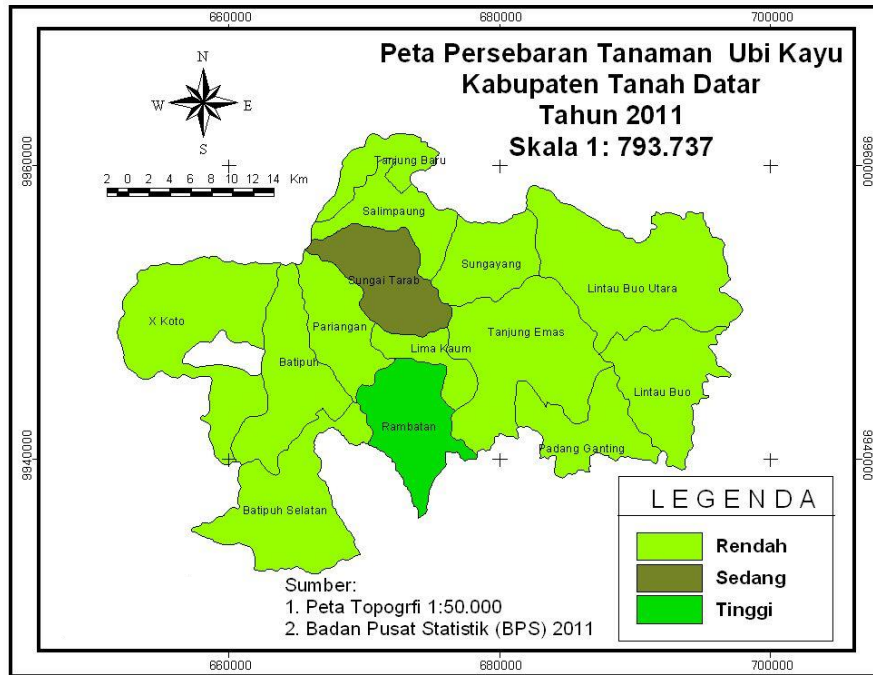 660000 680000 700000
Peta Persebaran Tanaman Ubi Kayu
Kabupaten Tanah Datar
Tahun 2011
Skala 1: 793.737
N
W E
S
2 0 2 4 6 8 10 12 14 Km
9960000 9960000
Tanjung Baru
Salimpaung
Sungayang
Sungai Tarab
Lintau Buo Utara
X Koto
Pariangan
Tanjung Emas
Lima Kaum
Batipuh
Lintau Buo
Rambatan
Padang Ganting
9940000 9940000
Batipuh Selatan
LEGENDA
Rendah
Sedang
Tinggi
Sumber:
1. Peta Topogrfi 1:50.000
2. Badan Pusat Statistik (BPS) 2011
660000 680000 700000